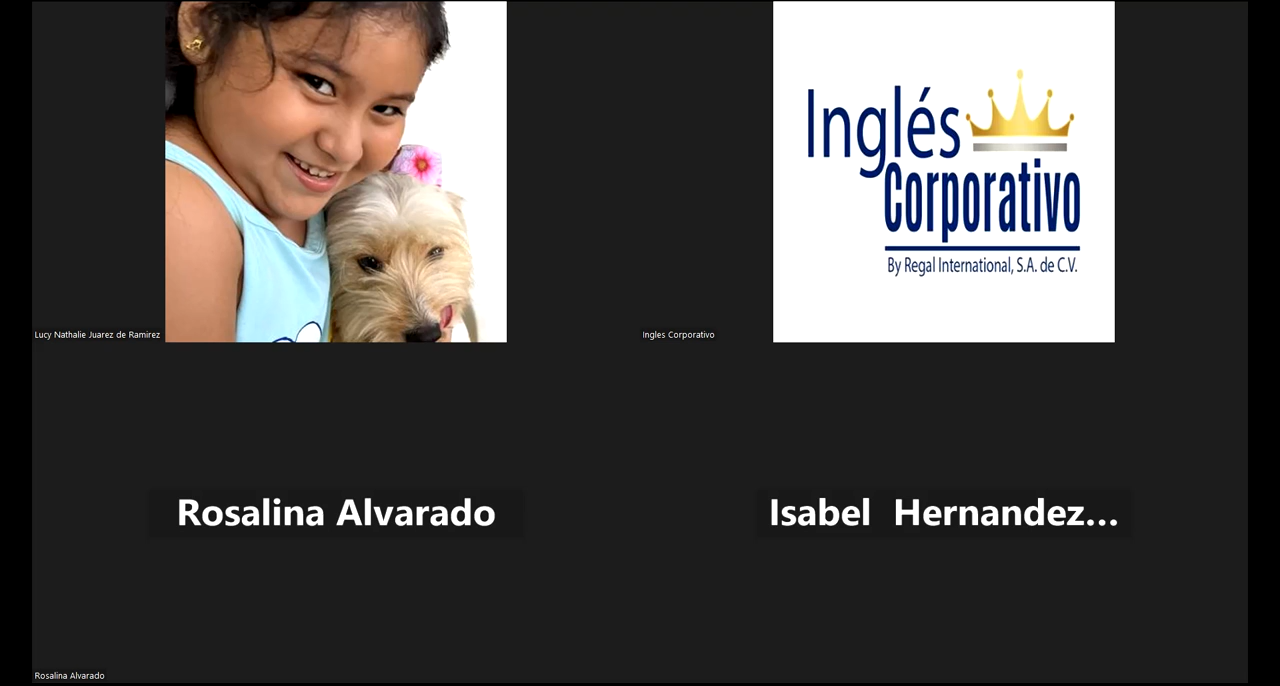 Lucy Nathalie Juarez de Ramirez
Inglés
Corporativo
By Regal International, S.A. de C.V.
Ingles Corporativo
Rosalina Alvarado
Isabel Hernandez...
Rosalina Alvarado